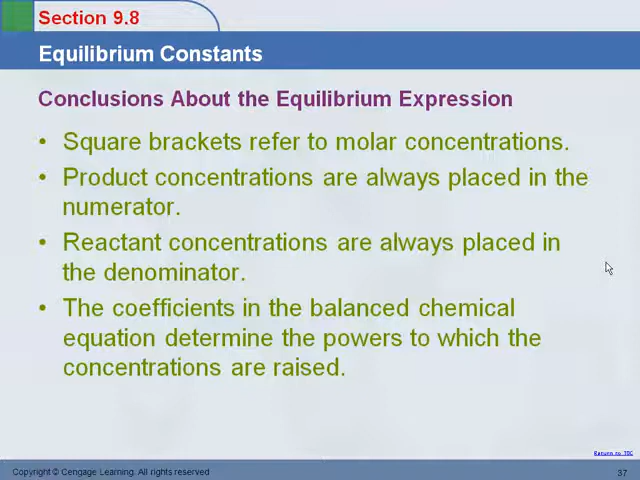 Section 9.8
Equilibrium Constants
Conclusions About the Equilibrium Expression
• Square brackets refer to molar concentrations.
• Product concentrations are always placed in the
numerator.
• Reactant concentrations are always placed in
the denominator.
• The coefficients in the balanced chemical
equation determine the powers to which the
concentrations are raised.
Return to TOC
Copyright © Cengage Learning. All rights reserved
37